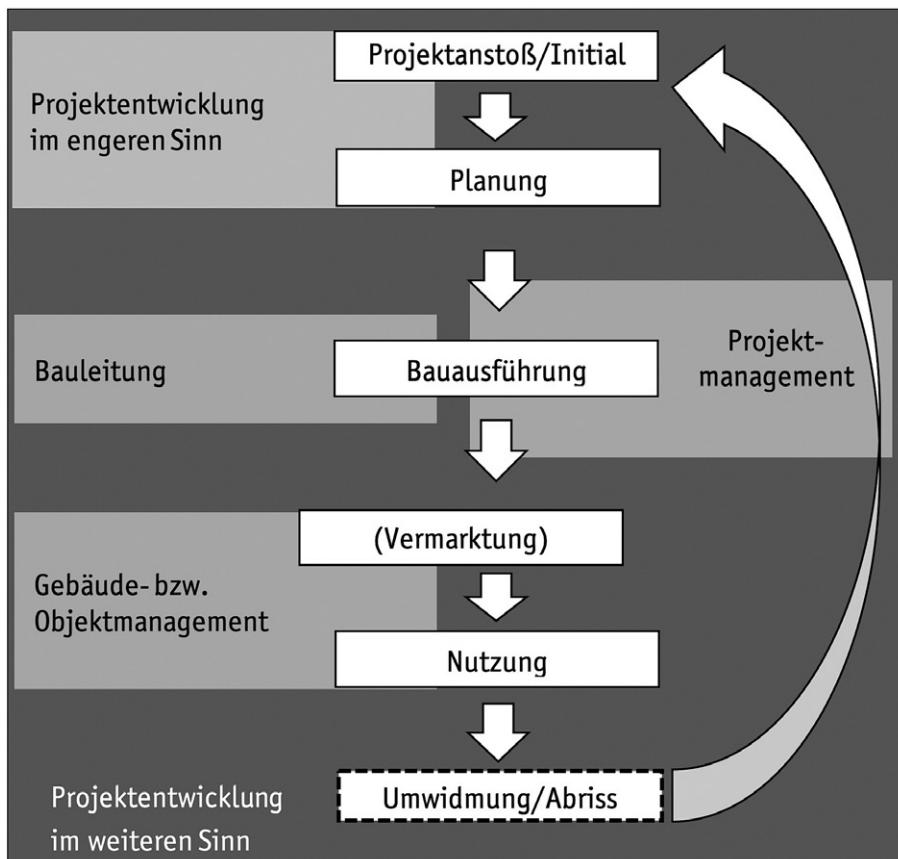 Projektanstoß/Initial
Projektentwicklung
im engeren Sinn
Planung
Bauleitung
Bauausführung
Projekt-
management
(Vermarktung)
Gebäude- bzw.
Objektmanagement
Nutzung
Umwidmung/Abriss
Projektentwicklung
im weiteren Sinn